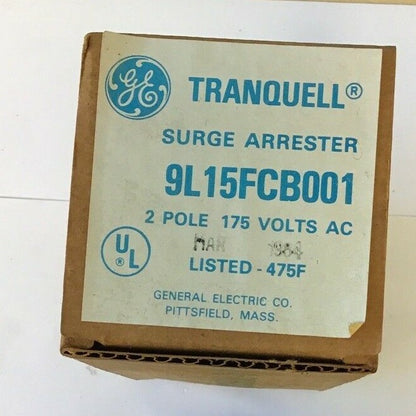 GE
TRANQUELL®
SURGE ARRESTER
9L15FCB001
2 POLE 175 VOLTS AC
MAR 1984
UL®
LISTED - 475F
GENERAL ELECTRIC CO.
PITTSFIELD, MASS.